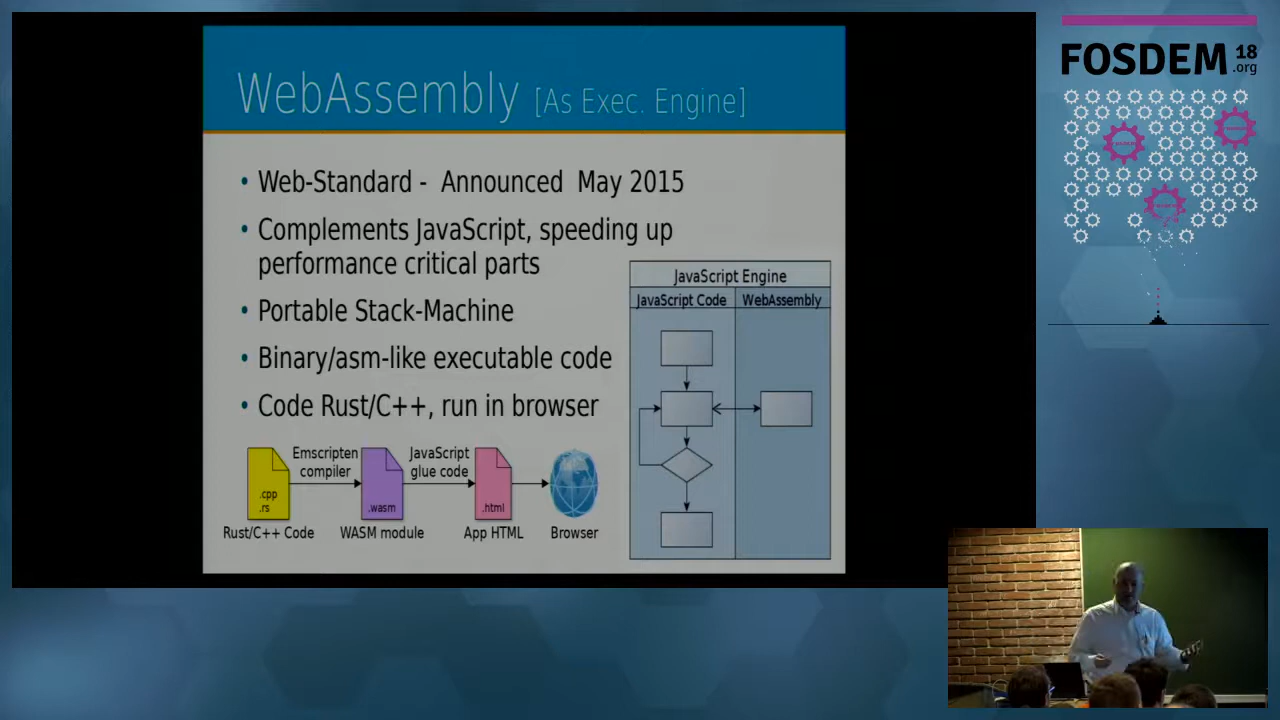 WebAssembly [As Exec. Engine]
• Web-Standard - Announced May 2015
• Complements JavaScript, speeding up
performance critical parts
• Portable Stack-Machine
• Binary/asm-like executable code
• Code Rust/C++, run in browser
JavaScript Engine
JavaScript Code
WebAssembly
Emscripten
compiler
JavaScript
glue code
.cpp
.rs
.wasm
.html
Rust/C++ Code
WASM module
App HTML
Browser
FOSDEM 18
.org